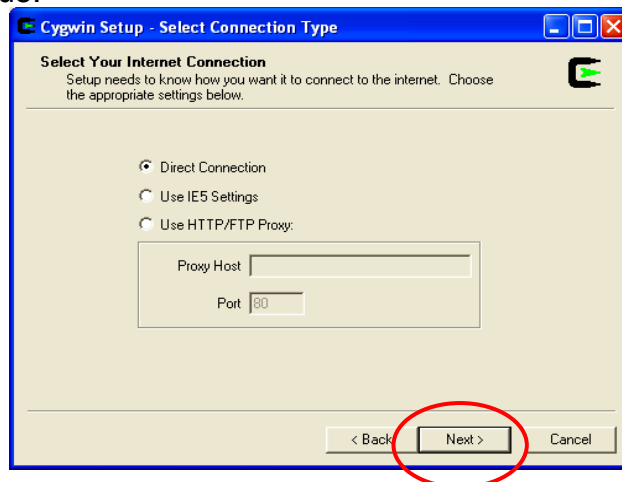 Cygwin Setup - Select Connection Type
Select Your Internet Connection
Setup needs to know how you want it to connect to the internet. Choose
the appropriate settings below.
Direct Connection
Use IE5 Settings
Use HTTP/FTP Proxy:
Proxy Host
Port 80
< Back Next > Cancel